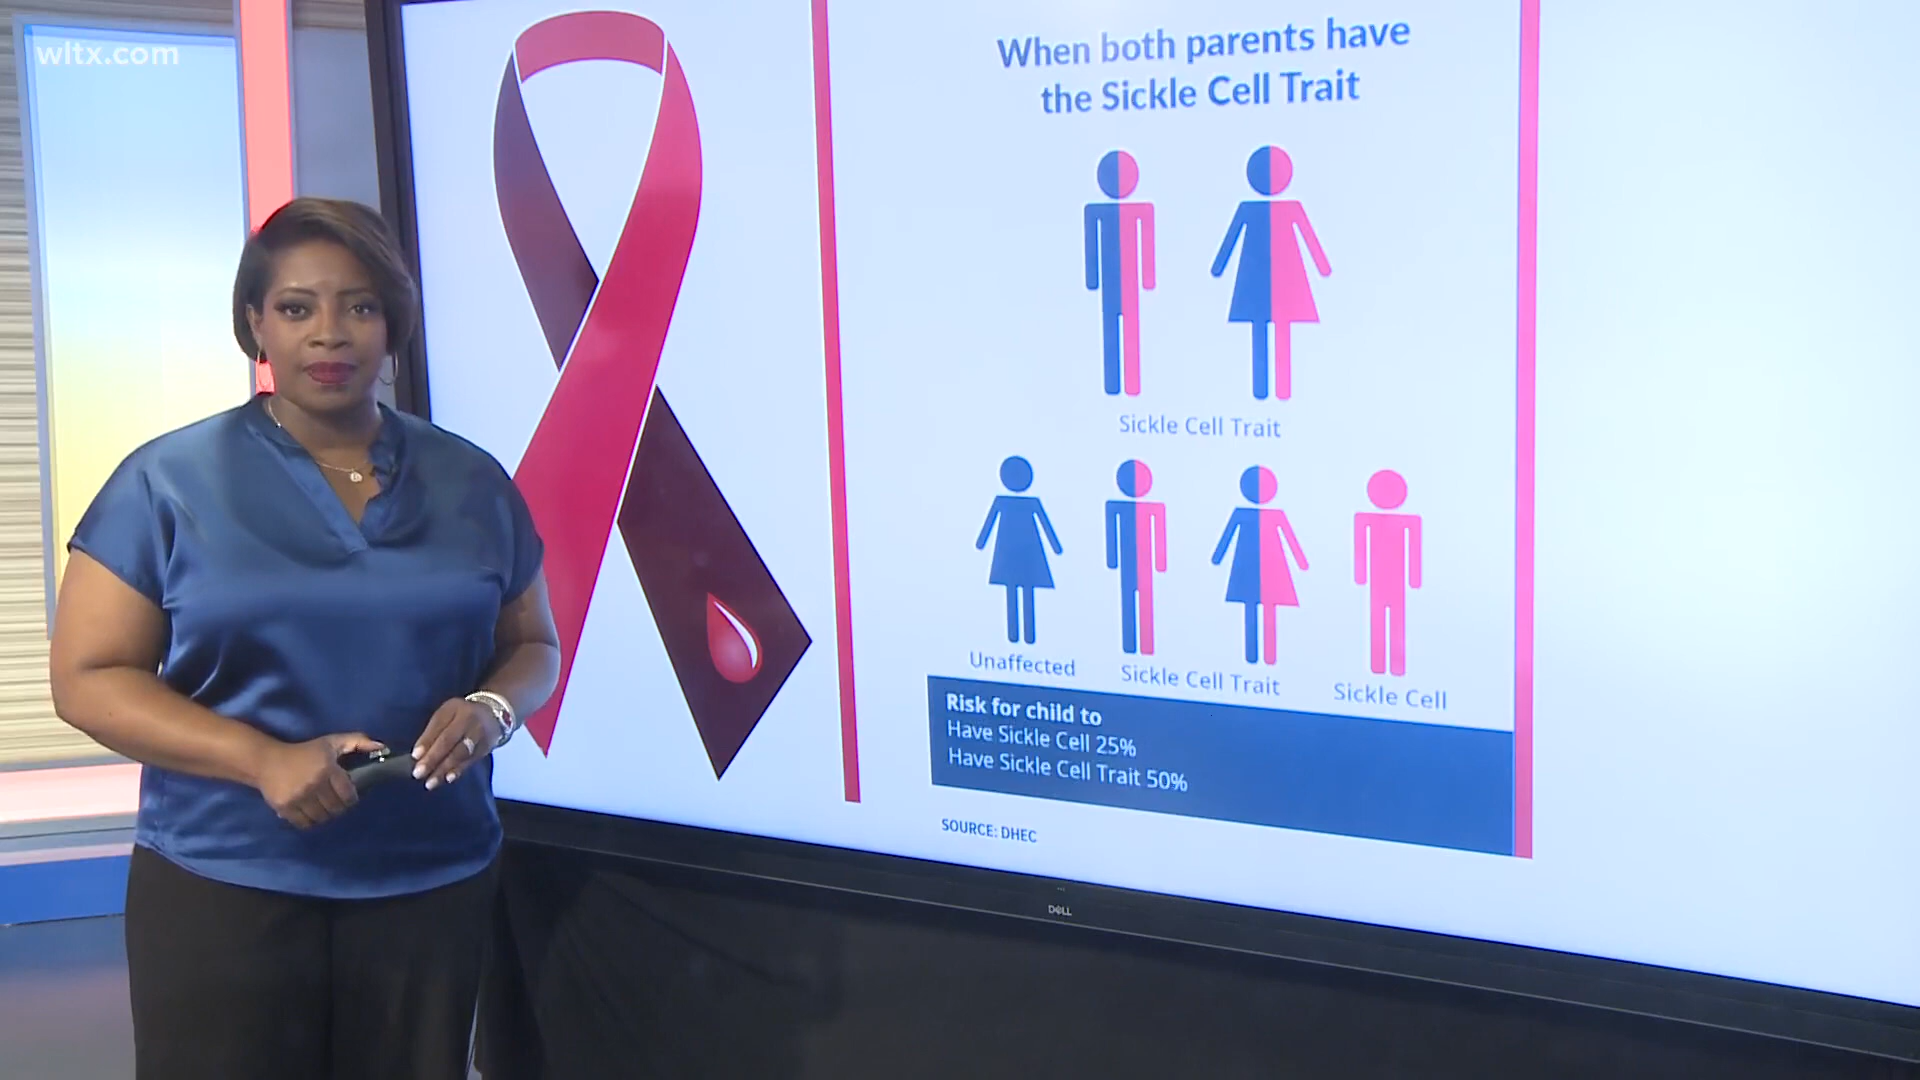 wltx.com
When both parents have
the Sickle Cell Trait
Sickle Cell Trait
Unaffected
Sickle Cell Trait
Sickle Cell
Risk for child to
Have Sickle Cell 25%
Have Sickle Cell Trait 50%
SOURCE: DHEC
DELL